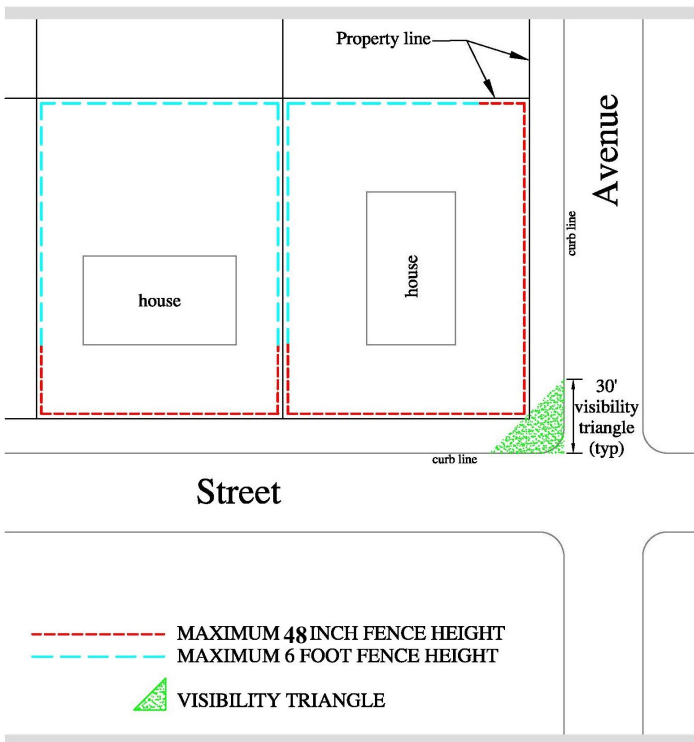 Property line
Avenue
curb line
house
house
30'
visibility
triangle
(typ)
curb line
Street
MAXIMUM 48 INCH FENCE HEIGHT
MAXIMUM 6 FOOT FENCE HEIGHT
VISIBILITY TRIANGLE